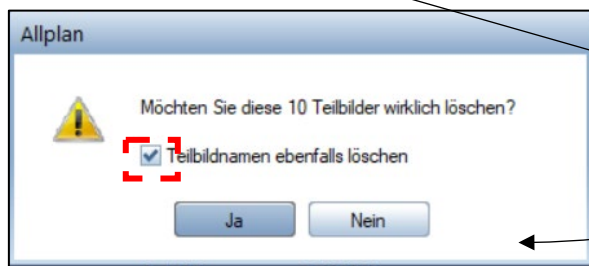 Allplan
Möchten Sie diese 10 Teilbilder wirklich löschen?
Teilbildnamen ebenfalls löschen
Ja
Nein